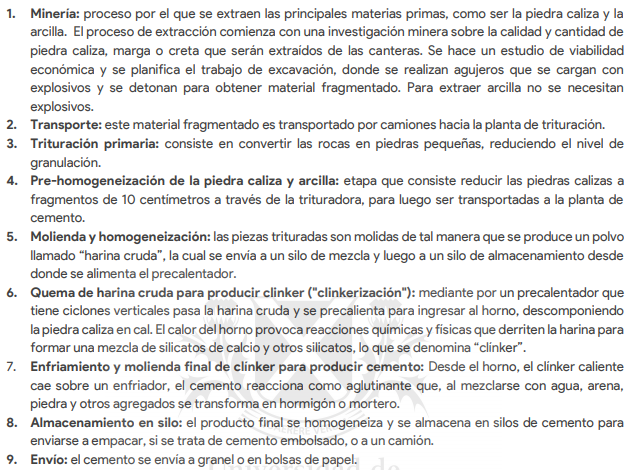 1. Minería: proceso por el que se extraen las principales materias primas, como ser la piedra caliza y la
arcilla. El proceso de extracción comienza con una investigación minera sobre la calidad y cantidad de
piedra caliza, marga o creta que serán extraídos de las canteras. Se hace un estudio de viabilidad
económica y se planifica el trabajo de excavación, donde se realizan agujeros que se cargan con
explosivos y se detonan para obtener material fragmentado. Para extraer arcilla no se necesitan
explosivos.
2. Transporte: este material fragmentado es transportado por camiones hacia la planta de trituración.
3. Trituración primaria: consiste en convertir las rocas en piedras pequeñas, reduciendo el nivel de
granulación.
4. Pre-homogeneización de la piedra caliza y arcilla: etapa que consiste reducir las piedras calizas a
fragmentos de 10 centímetros a través de la trituradora, para luego ser transportadas a la planta de
cemento.
5. Molienda y homogeneización: las piezas trituradas son molidas de tal manera que se produce un polvo
llamado “harina cruda”, la cual se envía a un silo de mezcla y luego a un silo de almacenamiento desde
donde se alimenta el precalentador.
6. Quema de harina cruda para producir clinker ("clinkerización"): mediante por un precalentador que
tiene ciclones verticales pasa la harina cruda y se precalienta para ingresar al horno, descomponiendo
la piedra caliza en cal. El calor del horno provoca reacciones químicas y físicas que derriten la harina para
formar una mezcla de silicatos de calcio y otros silicatos, lo que se denomina “clínker”.
7. Enfriamiento y molienda final de clínker para producir cemento: Desde el horno, el clínker caliente
cae sobre un enfriador, el cemento reacciona como aglutinante que, al mezclarse con agua, arena,
piedra y otros agregados se transforma en hormigón o mortero.
8. Almacenamiento en silo: el producto final se homogeneiza y se almacena en silos de cemento para
enviarse a empacar, si se trata de cemento embolsado, o a un camión.
9. Envío: el cemento se envía a granel o en bolsas de papel.
Universidad de